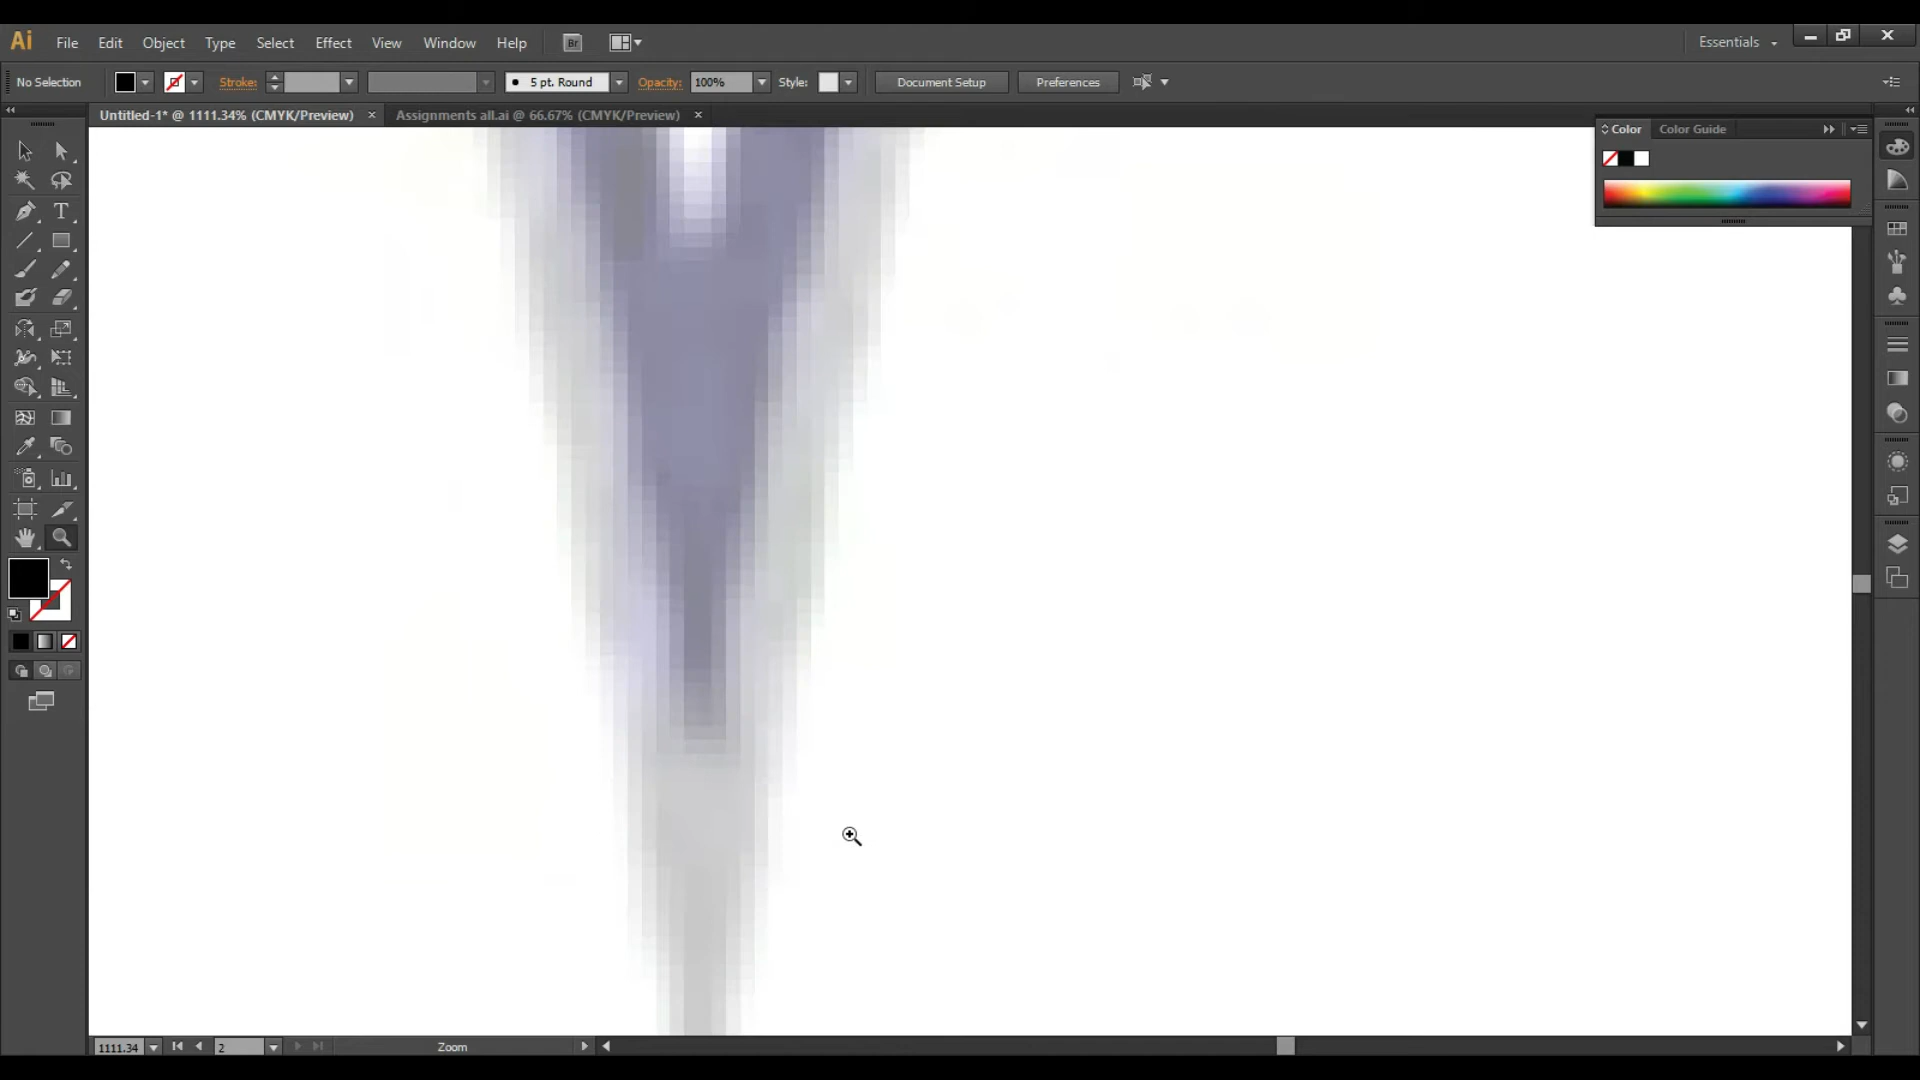 Ai File Edit Object Type Select Effect View Window Help Br Essentials
No Selection Stroke: 5 pt. Round Opacity: 100% Style: Document Setup Preferences
Untitled-1* @ 1111.34% (CMYK/Preview) Assignments all.ai @ 66.67% (CMYK/Preview)
Color Color Guide
T
1111.34 2 Zoom